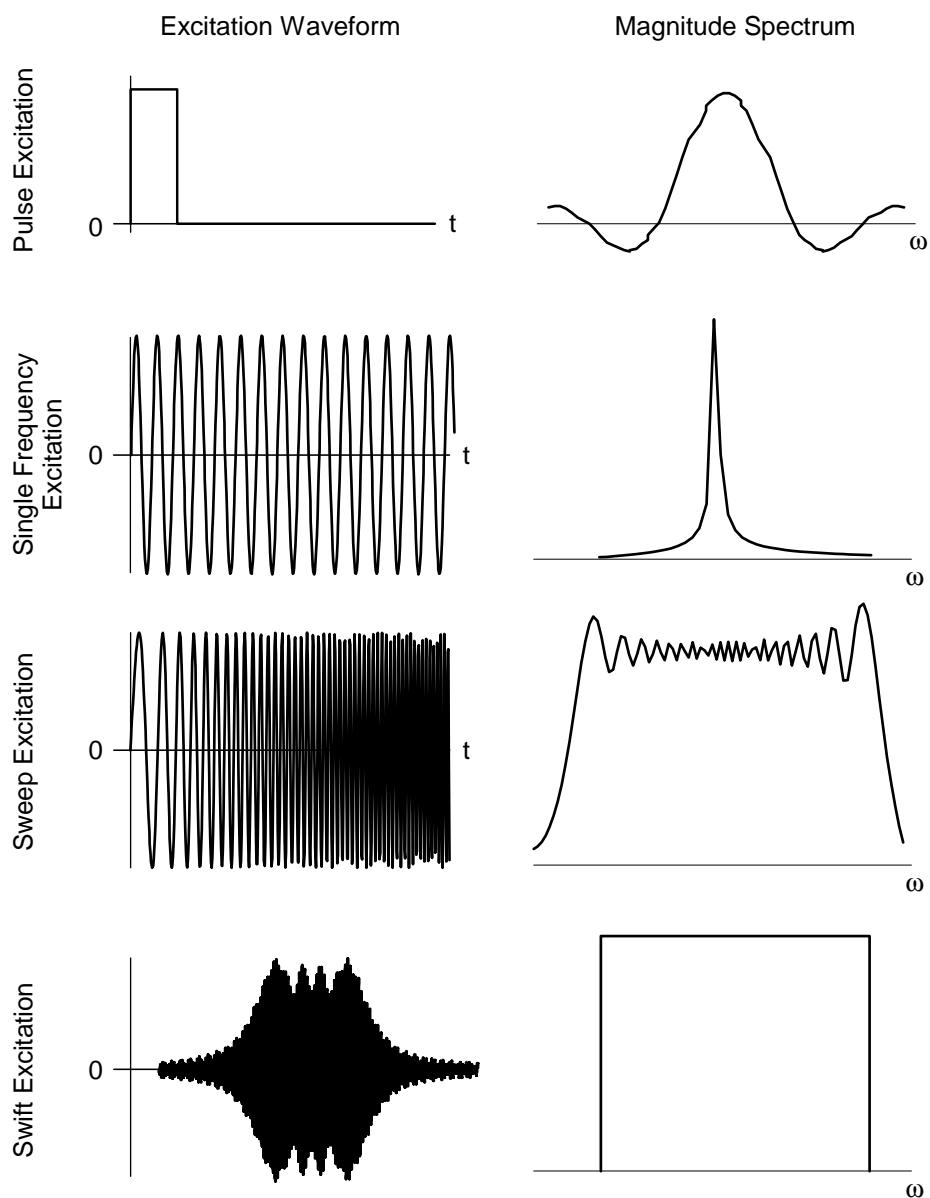 Excitation Waveform
Magnitude Spectrum
Pulse Excitation
0
t
ω
Single Frequency
Excitation
0
t
ω
Sweep Excitation
0
t
ω
Swift Excitation
0
ω